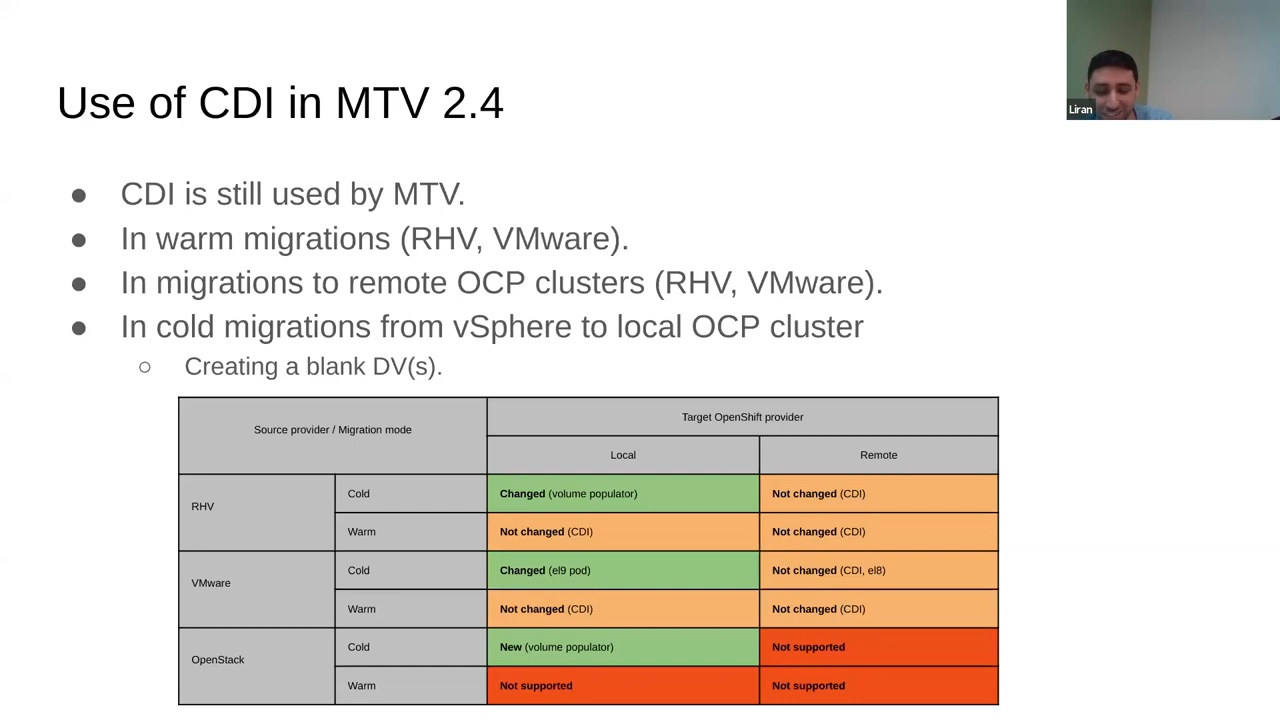 Liran
Use of CDI in MTV 2.4
● CDI is still used by MTV.
● In warm migrations (RHV, VMware).
● In migrations to remote OCP clusters (RHV, VMware).
● In cold migrations from vSphere to local OCP cluster
○ Creating a blank DV(s).
Source provider / Migration mode
Target OpenShift provider
Local
Remote
RHV
Cold
Changed (volume populator)
Not changed (CDI)
Warm
Not changed (CDI)
Not changed (CDI)
VMware
Cold
Changed (el9 pod)
Not changed (CDI, el8)
Warm
Not changed (CDI)
Not changed (CDI)
OpenStack
Cold
New (volume populator)
Not supported
Warm
Not supported
Not supported